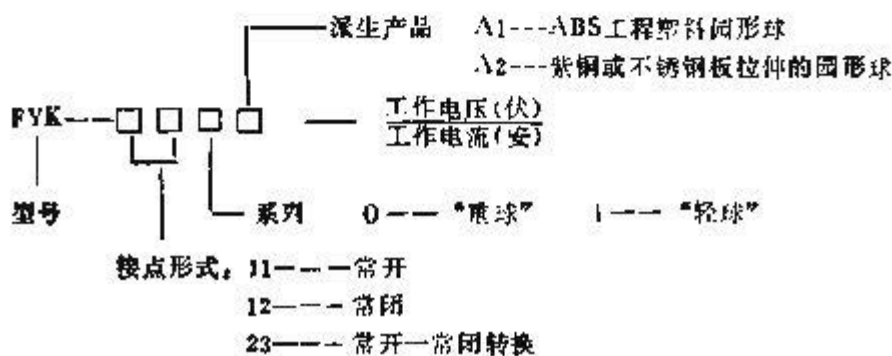 派生产品 A1---ABS工程塑料园形球
A2---紫铜或不锈钢板拉伸的园形球
FYK--□□□□ —— 工作电压(伏)
工作电流(安)
型号
系列 0—— "重球" 1—— "轻球"
接点形式: 11———常开
12———常闭
23———常开一常闭转换